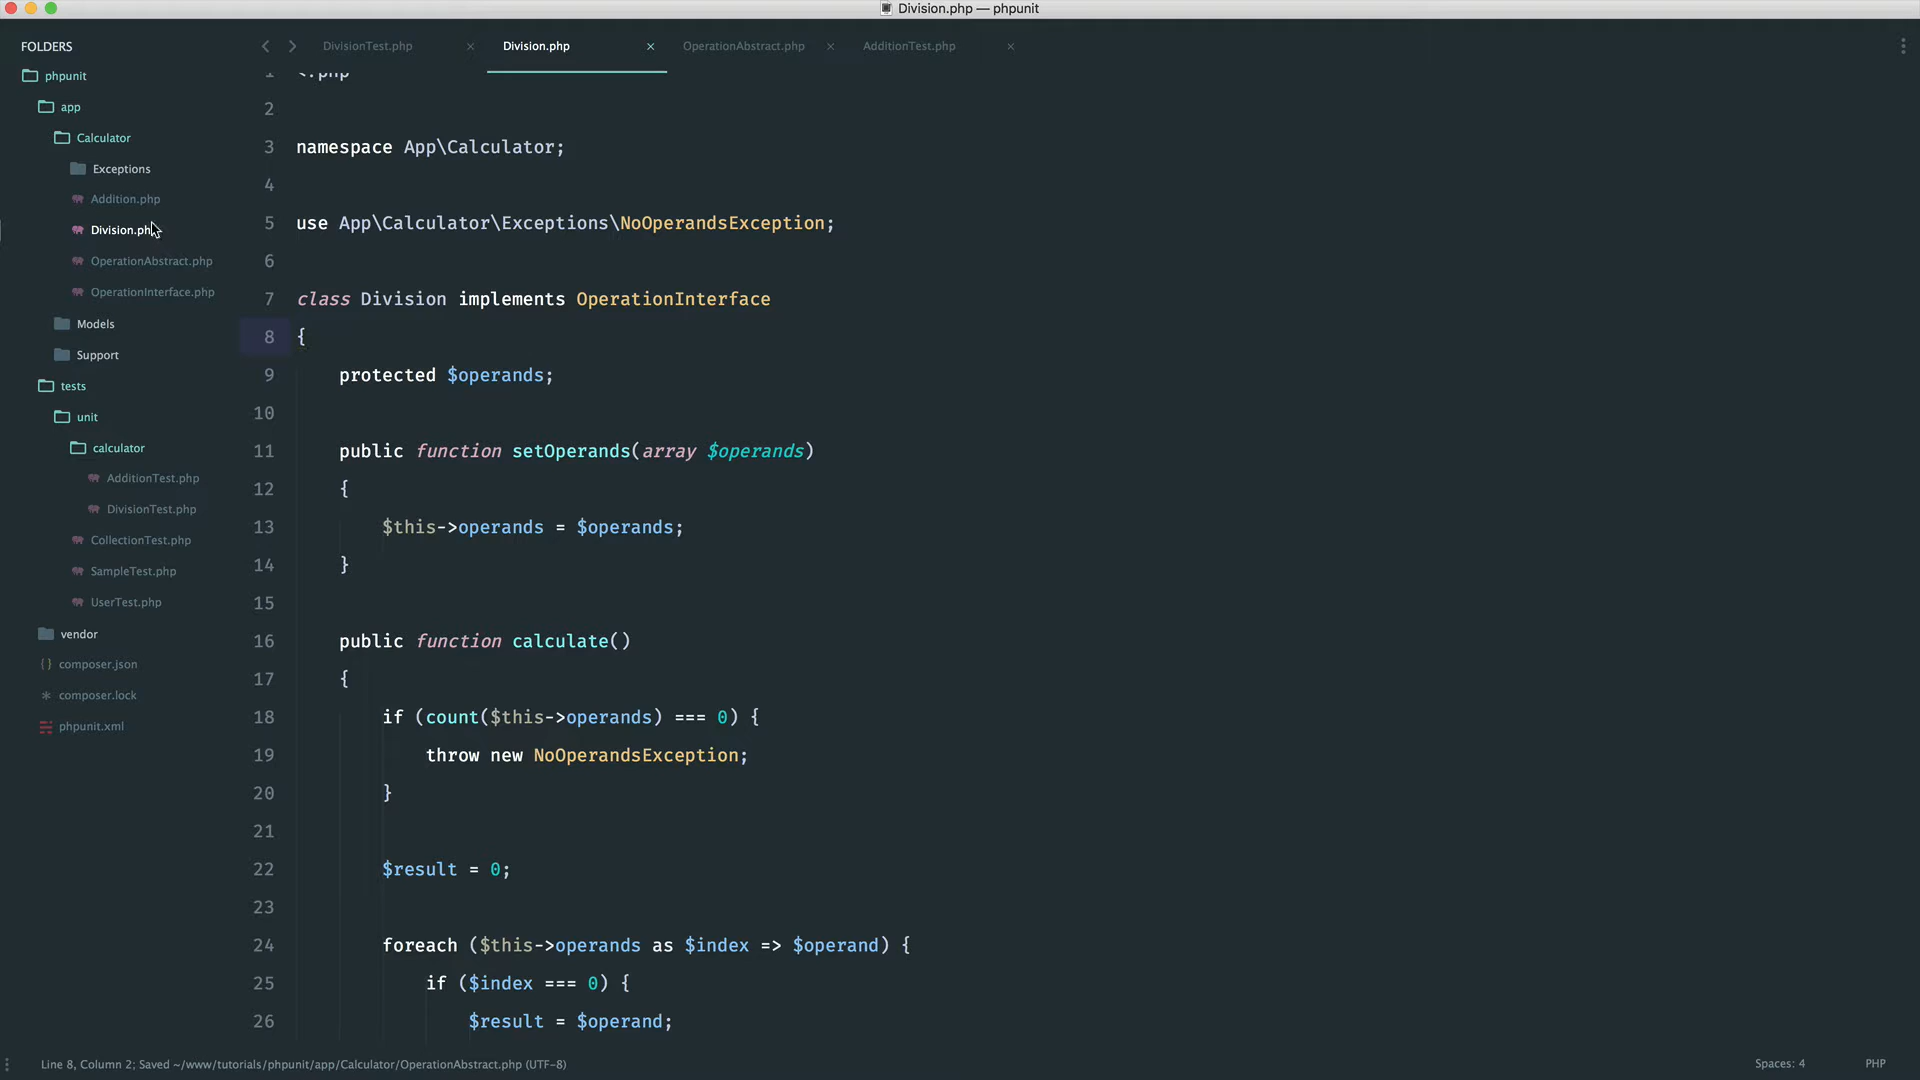 Division.php — phpunit
FOLDERS
phpunit
app
Calculator
Exceptions
Addition.php
Division.php
OperationAbstract.php
OperationInterface.php
Models
Support
tests
unit
calculator
AdditionTest.php
DivisionTest.php
CollectionTest.php
SampleTest.php
UserTest.php
vendor
composer.json
composer.lock
phpunit.xml
DivisionTest.php × Division.php × OperationAbstract.php × AdditionTest.php ×
1 <?php
2
3 namespace App\Calculator;
4
5 use App\Calculator\Exceptions\NoOperandsException;
6
7 class Division implements OperationInterface
8 {
9 protected $operands;
10
11 public function setOperands(array $operands)
12 {
13 $this->operands = $operands;
14 }
15
16 public function calculate()
17 {
18 if (count($this->operands) === 0) {
19 throw new NoOperandsException;
20 }
21
22 $result = 0;
23
24 foreach ($this->operands as $index => $operand) {
25 if ($index === 0) {
26 $result = $operand;
Line 8, Column 2; Saved ~/www/tutorials/phpunit/app/Calculator/OperationAbstract.php (UTF-8)
Spaces: 4 PHP